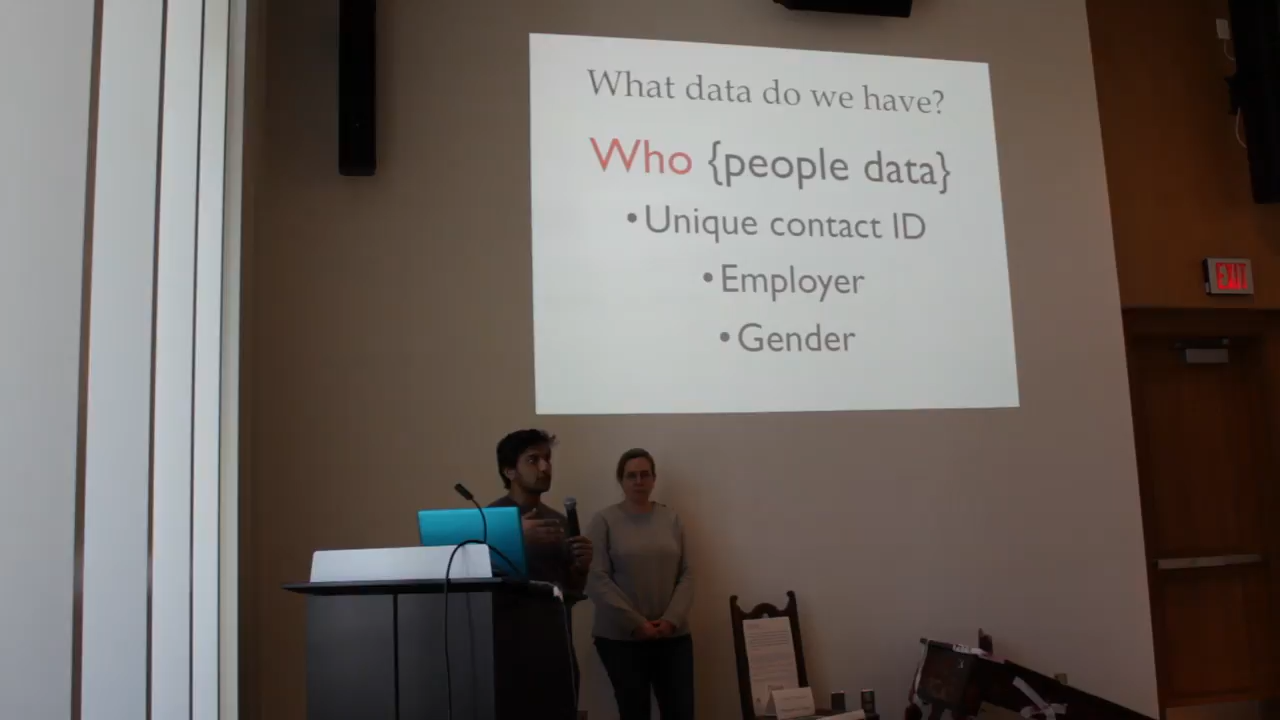 What data do we have?
Who {people data}
• Unique contact ID
• Employer
• Gender
EXIT